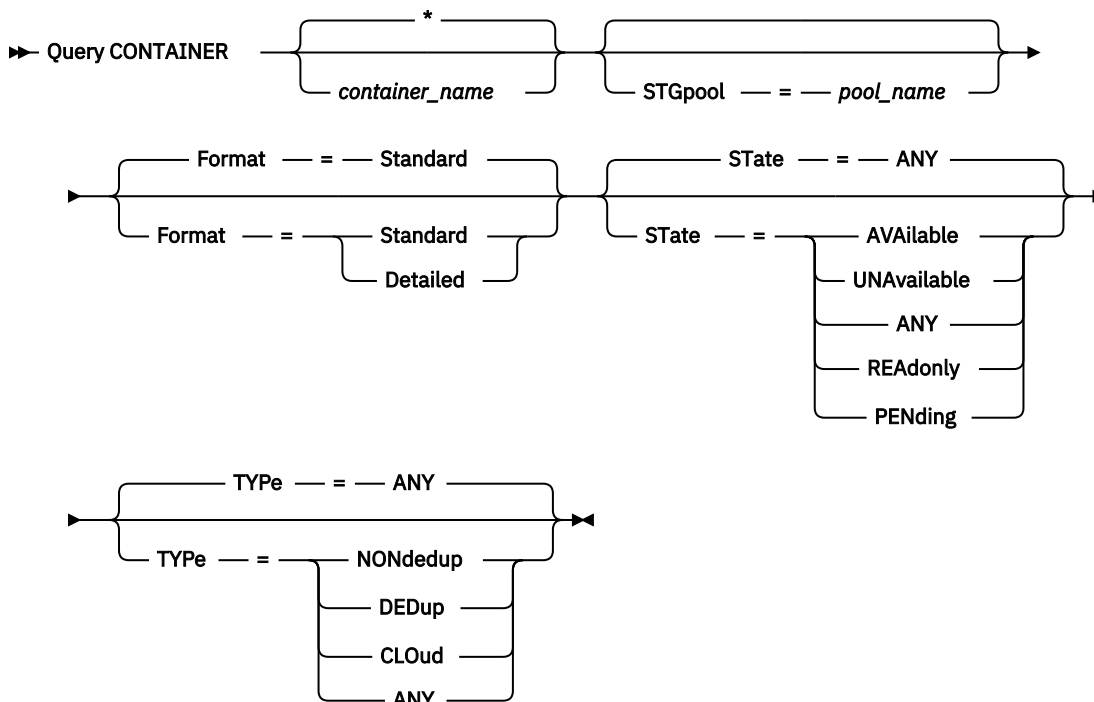 *
Query CONTAINER
container_name
STGpool = pool_name
Format = Standard
STate = ANY
Format = Standard
Detailed
STate = AVAilable
UNAvailable
ANY
REAdonly
PENding
TYPe = ANY
TYPe = NONdedup
DEDup
CLOud
ANY